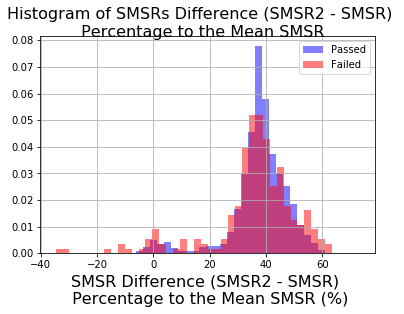 Histogram of SMSRs Difference (SMSR2 - SMSR)
Percentage to the Mean SMSR
0.08
0.07
0.06
0.05
0.04
0.03
0.02
0.01
0.00
Passed
Failed
−40 −20 0 20 40 60
SMSR Difference (SMSR2 - SMSR)
Percentage to the Mean SMSR (%)